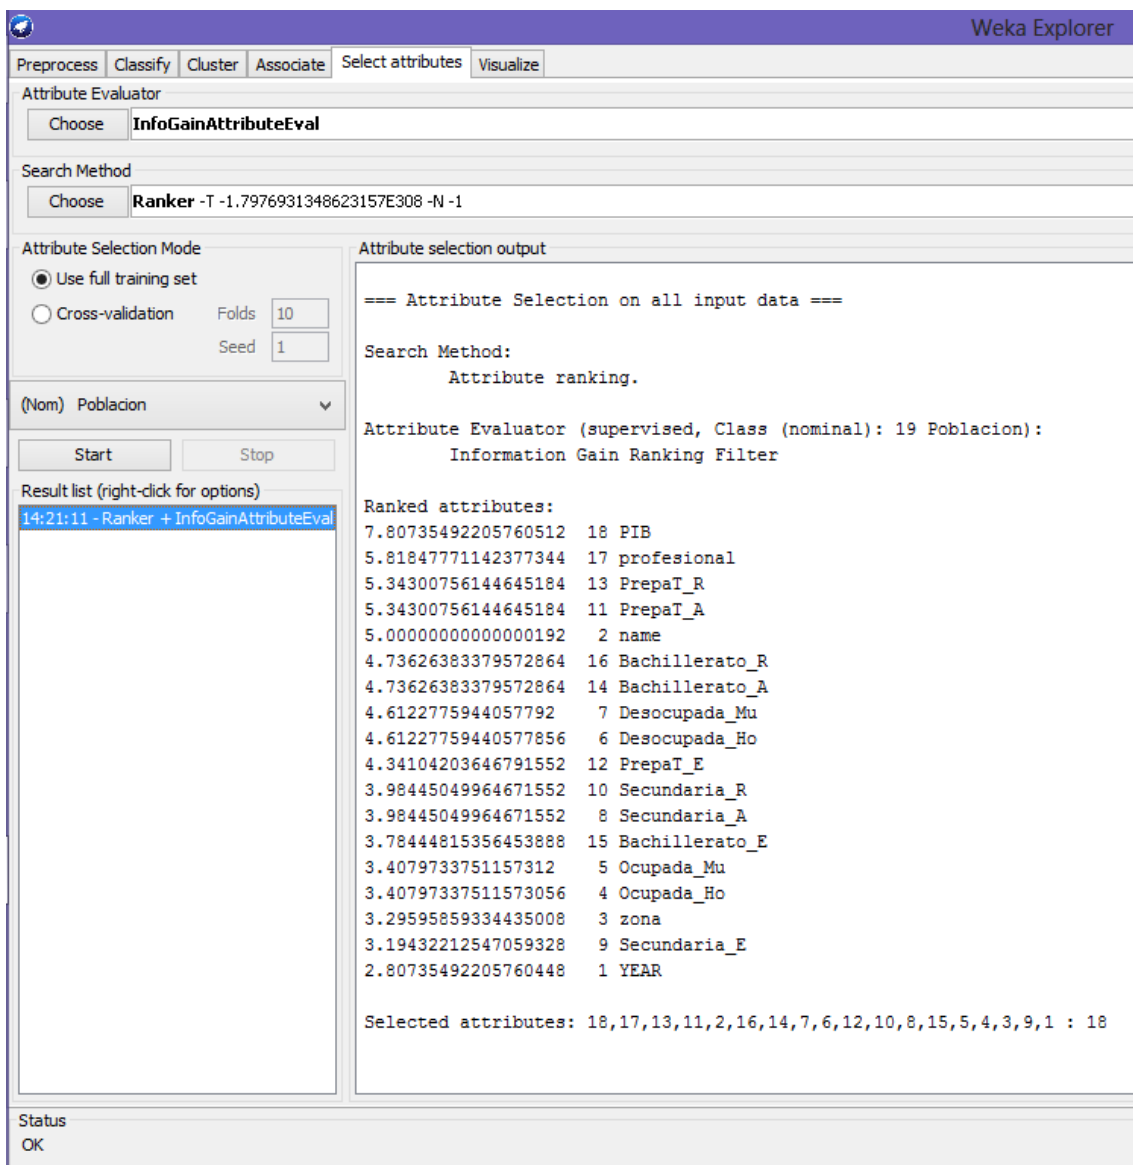 Weka Explorer
Preprocess Classify Cluster Associate Select attributes Visualize
Attribute Evaluator
Choose InfoGainAttributeEval
Search Method
Choose Ranker -T -1.7976931348623157E308 -N -1
Attribute Selection Mode
Use full training set
Cross-validation Folds 10
Seed 1
(Nom) Poblacion
Start Stop
Result list (right-click for options)
14:21:11 - Ranker + InfoGainAttributeEval
Attribute selection output
=== Attribute Selection on all input data ===
Search Method:
Attribute ranking.
Attribute Evaluator (supervised, Class (nominal): 19 Poblacion):
Information Gain Ranking Filter
Ranked attributes:
7.80735492205760512 18 PIB
5.81847771142377344 17 profesional
5.34300756144645184 13 PrepaT_R
5.34300756144645184 11 PrepaT_A
5.00000000000000192 2 name
4.73626383379572864 16 Bachillerato_R
4.73626383379572864 14 Bachillerato_A
4.6122775944057792 7 Desocupada_Mu
4.61227759440577856 6 Desocupada_Ho
4.34104203646791552 12 PrepaT_E
3.98445049964671552 10 Secundaria_R
3.98445049964671552 8 Secundaria_A
3.78444815356453888 15 Bachillerato_E
3.4079733751157312 5 Ocupada_Mu
3.40797337511573056 4 Ocupada_Ho
3.29595859334435008 3 zona
3.19432212547059328 9 Secundaria_E
2.80735492205760448 1 YEAR
Selected attributes: 18,17,13,11,2,16,14,7,6,12,10,8,15,5,4,3,9,1 : 18
Status
OK